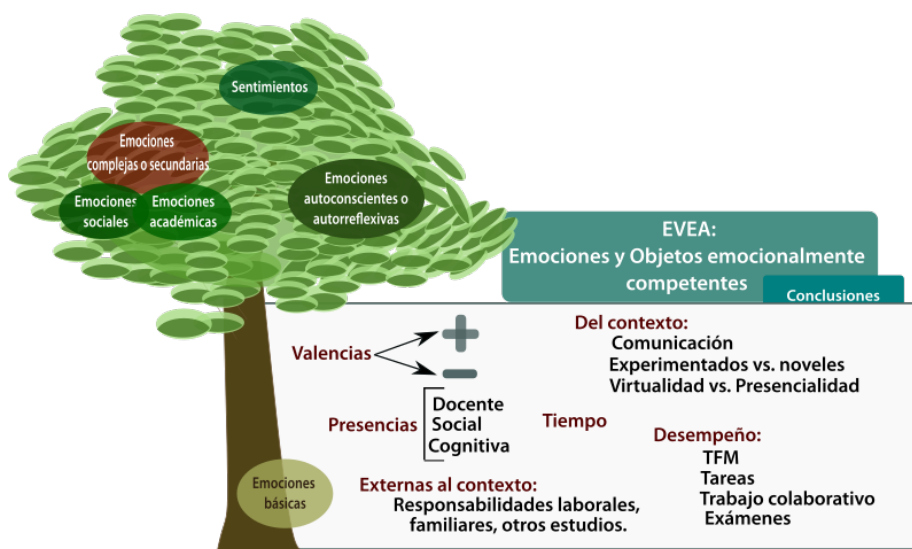 Sentimientos
Emociones
complejas o secundarias
Emociones
sociales
Emociones
académicas
Emociones
autoconscientes o
autorreflexivas
Emociones
básicas
EVEA:
Emociones y Objetos emocionalmente
competentes
Conclusiones
Valencias
Presencias
Docente
Social
Cognitiva
Tiempo
Del contexto:
Comunicación
Experimentados vs. noveles
Virtualidad vs. Presencialidad
Desempeño:
TFM
Tareas
Trabajo colaborativo
Exámenes
Externas al contexto:
Responsabilidades laborales,
familiares, otros estudios.